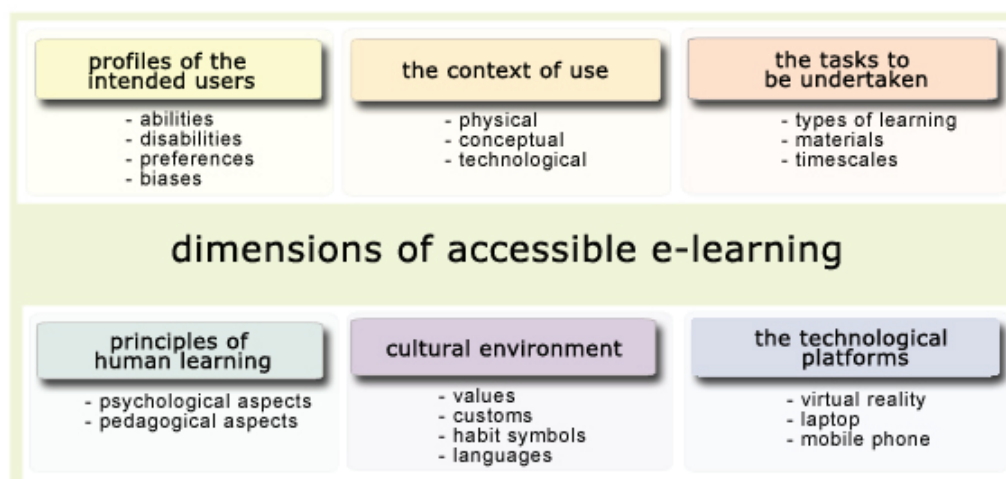 profiles of the
intended users
- abilities
- disabilities
- preferences
- biases
the context of use
- physical
- conceptual
- technological
the tasks to
be undertaken
- types of learning
- materials
- timescales
dimensions of accessible e-learning
principles of
human learning
- psychological aspects
- pedagogical aspects
cultural environment
- values
- customs
- habit symbols
- languages
the technological
platforms
- virtual reality
- laptop
- mobile phone